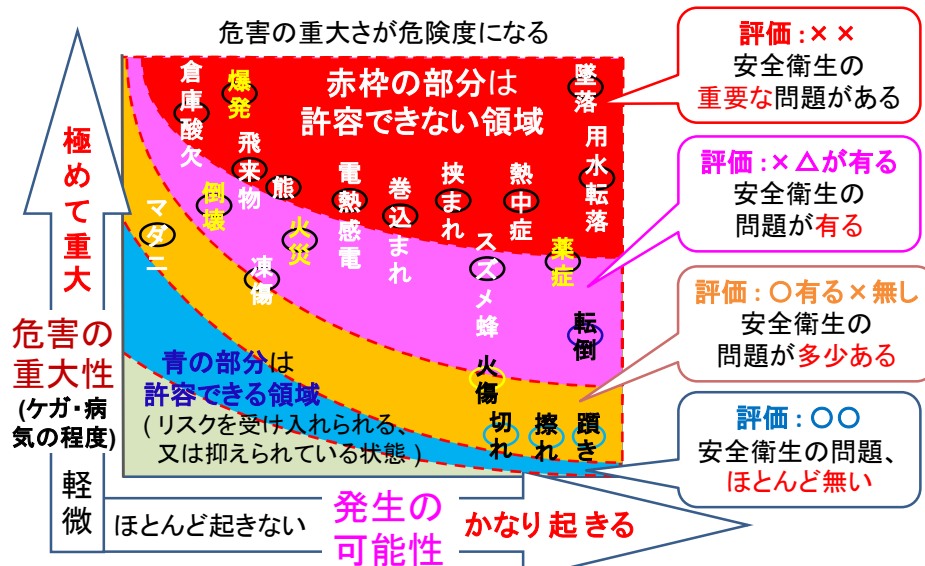 危害の重大さが危険度になる
赤枠の部分は
許容できない領域
倉庫酸欠
爆発
飛来物
倒壊
熊
火災
凍傷
マダニ
電熱感電
巻込まれ
挟まれ
熱中症
スズメ蜂
墜落
用水転落
薬症
転倒
火傷
切れ
擦れ
躓き
青の部分は
許容できる領域
(リスクを受け入れられる、
又は抑えられている状態)
極めて重大
危害の
重大性
(ケガ・病
気の程度)
軽微
ほとんど起きない
発生の
可能性
かなり起きる
評価:××
安全衛生の
重要な問題がある
評価:×△が有る
安全衛生の
問題が有る
評価:〇有る×無し
安全衛生の
問題が多少ある
評価:〇〇
安全衛生の問題、
ほとんど無い